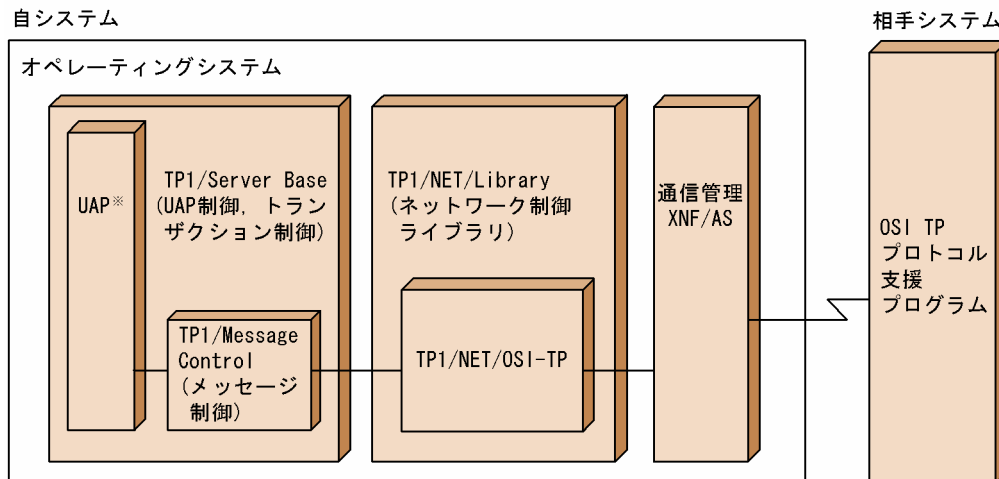 自システム
相手システム
オペレーティングシステム
UAP※
TP1/Server Base
(UAP制御,トラン
ザクション制御)
TP1/Message
Control
(メッセージ
制御)
TP1/NET/Library
(ネットワーク制御
ライブラリ)
TP1/NET/OSI-TP
通信管理
XNF/AS
OSI TP
プロトコル
支援
プログラム